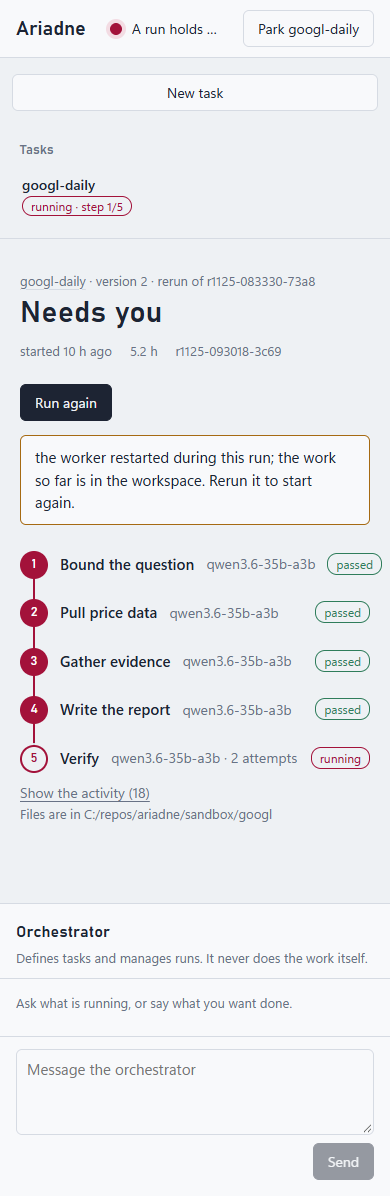 Ariadne
A run holds ...
Park googl-daily
New task
Tasks
googl-daily
running · step 1/5
googl-daily · version 2 · rerun of r1125-083330-73a8
Needs you
started 10 h ago 5.2 h r1125-093018-3c69
Run again
the worker restarted during this run; the work
so far is in the workspace. Rerun it to start
again.
1 Bound the question qwen3.6-35b-a3b passed
2 Pull price data qwen3.6-35b-a3b passed
3 Gather evidence qwen3.6-35b-a3b passed
4 Write the report qwen3.6-35b-a3b passed
5 Verify qwen3.6-35b-a3b · 2 attempts running
Show the activity (18)
Files are in C:/repos/ariadne/sandbox/googl
Orchestrator
Defines tasks and manages runs. It never does the work itself.
Ask what is running, or say what you want done.
Message the orchestrator
Send